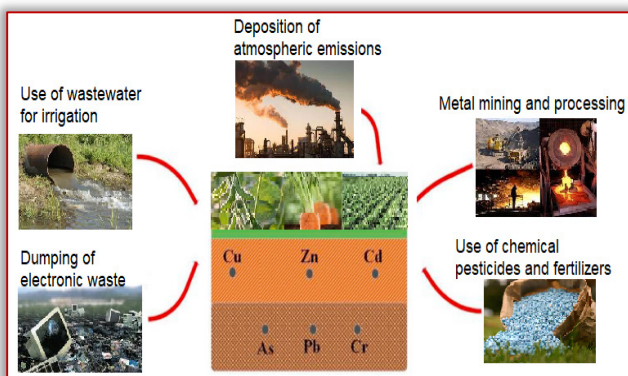 Deposition of
atmospheric emissions
Use of wastewater
for irrigation
Metal mining and processing
Dumping of
electronic waste
Use of chemical
pesticides and fertilizers
Cu Zn Cd
As Pb Cr